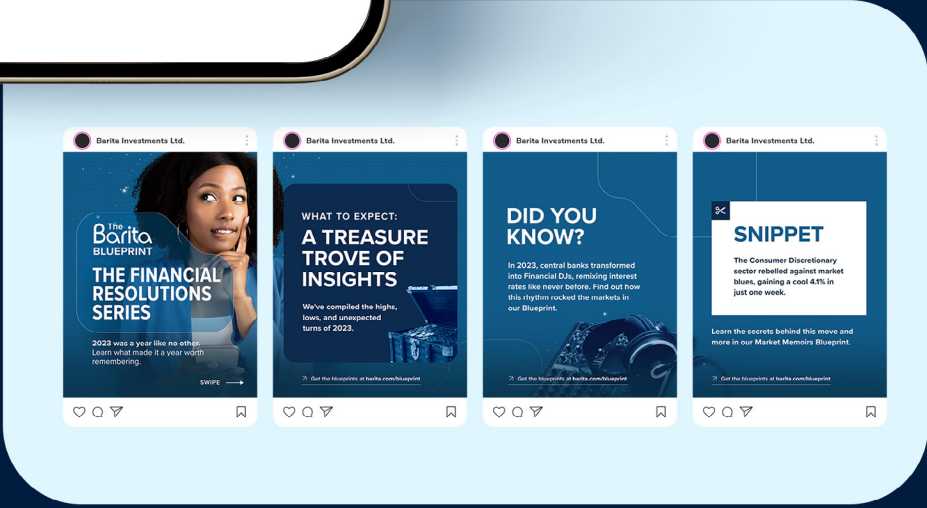 Barita Investments Ltd.
The
Barita
BLUEPRINT
THE FINANCIAL
RESOLUTIONS
SERIES
2023 was a year like no other.
Learn what made it a year worth
remembering.
SWIPE
Barita Investments Ltd.
WHAT TO EXPECT:
A TREASURE
TROVE OF
INSIGHTS
We've compiled the highs,
lows, and unexpected
turns of 2023.
Get the blueprints at barita.com/blueprint
Barita Investments Ltd.
DID YOU
KNOW?
In 2023, central banks transformed
into Financial DJs, remixing interest
rates like never before. Find out how
this rhythm rocked the markets in
our Blueprint.
Get the blueprints at barita.com/blueprint
Barita Investments Ltd.
SNIPPET
The Consumer Discretionary
sector rebelled against market
blues, gaining a cool 4.1% in
just one week.
Learn the secrets behind this move and
more in our Market Memoirs Blueprint.
Get the blueprints at barita.com/blueprint